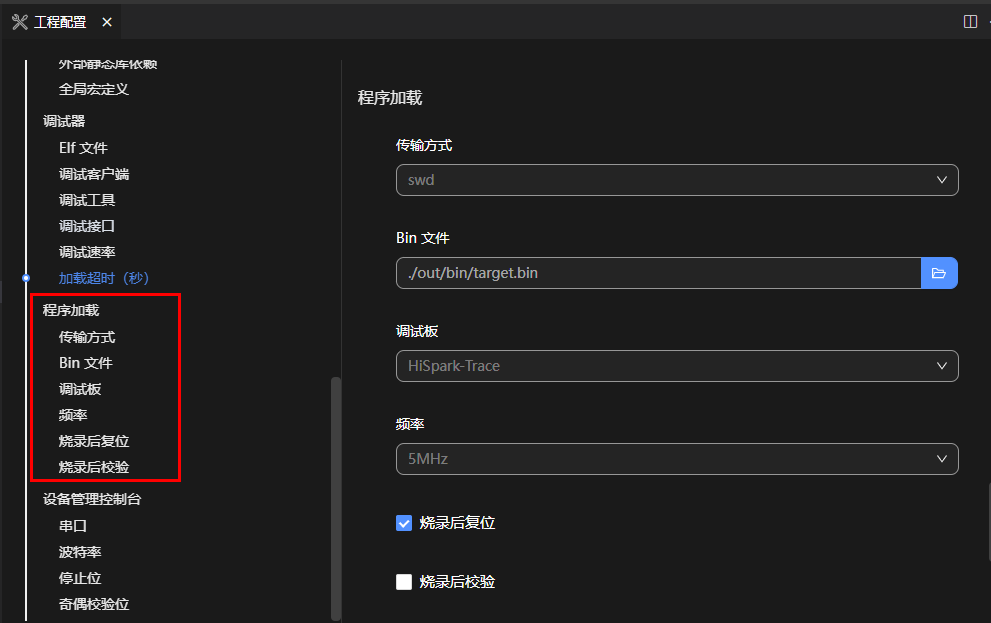 工程配置
外部静态库依赖
全局宏定义
调试器
Elf 文件
调试客户端
调试工具
调试接口
调试速率
加载超时（秒）
程序加载
传输方式
Bin 文件
调试板
频率
烧录后复位
烧录后校验
设备管理控制台
串口
波特率
停止位
奇偶校验位
程序加载
传输方式
swd
Bin 文件
./out/bin/target.bin
调试板
HiSpark-Trace
频率
5MHz
烧录后复位
烧录后校验